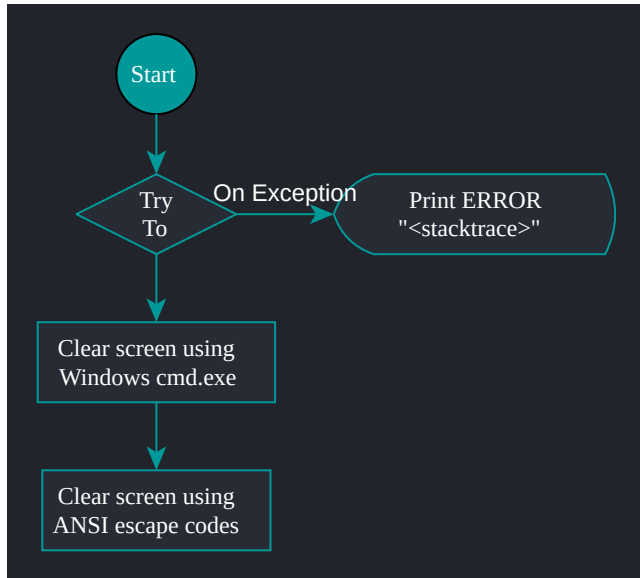 Start
Try
To
On Exception
Print ERROR
"<stacktrace>"
Clear screen using
Windows cmd.exe
Clear screen using
ANSI escape codes